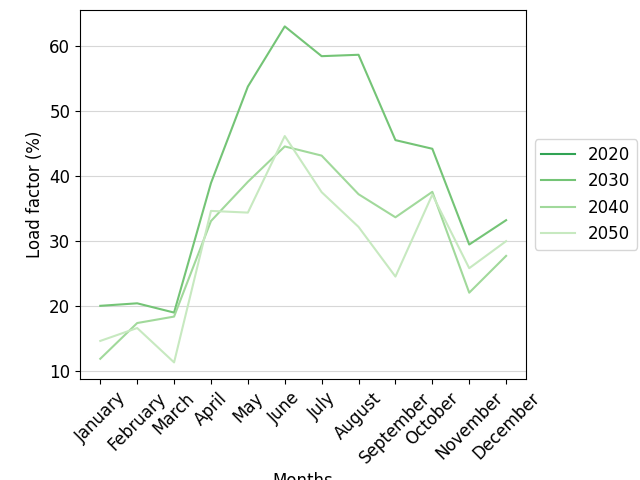 60
50
40
30
20
10
Load factor (%)
January
February
March
April
May
June
July
August
September
October
November
December
Months
2020
2030
2040
2050